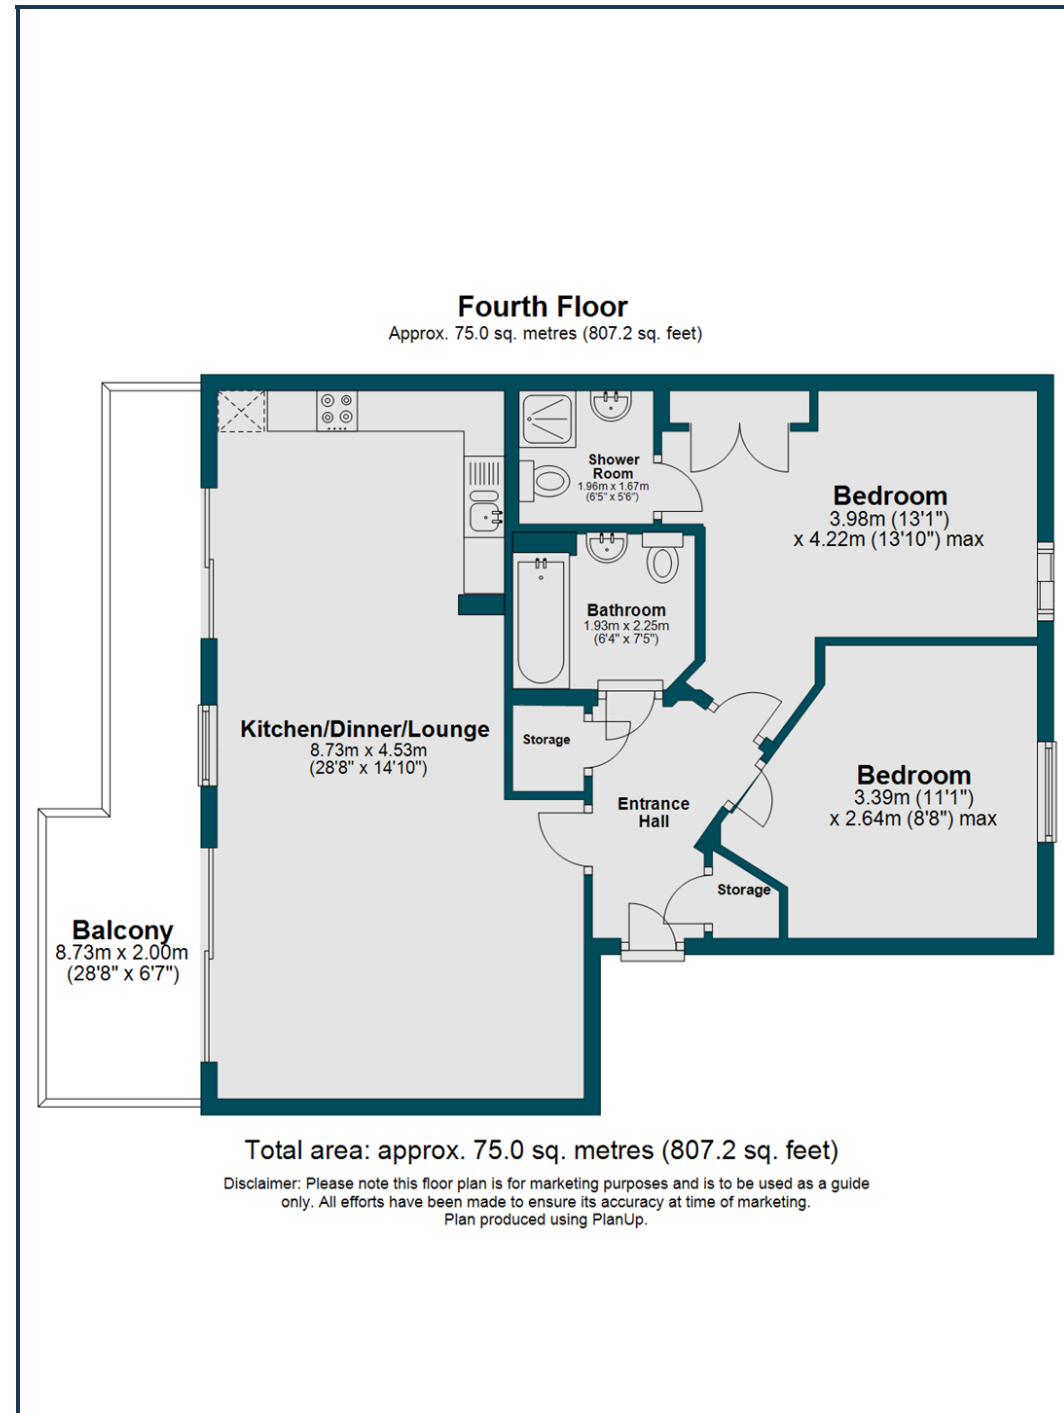 Fourth Floor
Approx. 75.0 sq. metres (807.2 sq. feet)
Shower
Room
1.96m x 1.67m
(6'5" x 5'6")
Bedroom
3.98m (13'1")
x 4.22m (13'10") max
Bathroom
1.93m x 2.25m
(6'4" x 7'5")
Kitchen/Dinner/Lounge
8.73m x 4.53m
(28'8" x 14'10")
Storage
Entrance
Hall
Bedroom
3.39m (11'1")
x 2.64m (8'8") max
Storage
Balcony
8.73m x 2.00m
(28'8" x 6'7")
Total area: approx. 75.0 sq. metres (807.2 sq. feet)
Disclaimer: Please note this floor plan is for marketing purposes and is to be used as a guide
only. All efforts have been made to ensure its accuracy at time of marketing.
Plan produced using PlanUp.